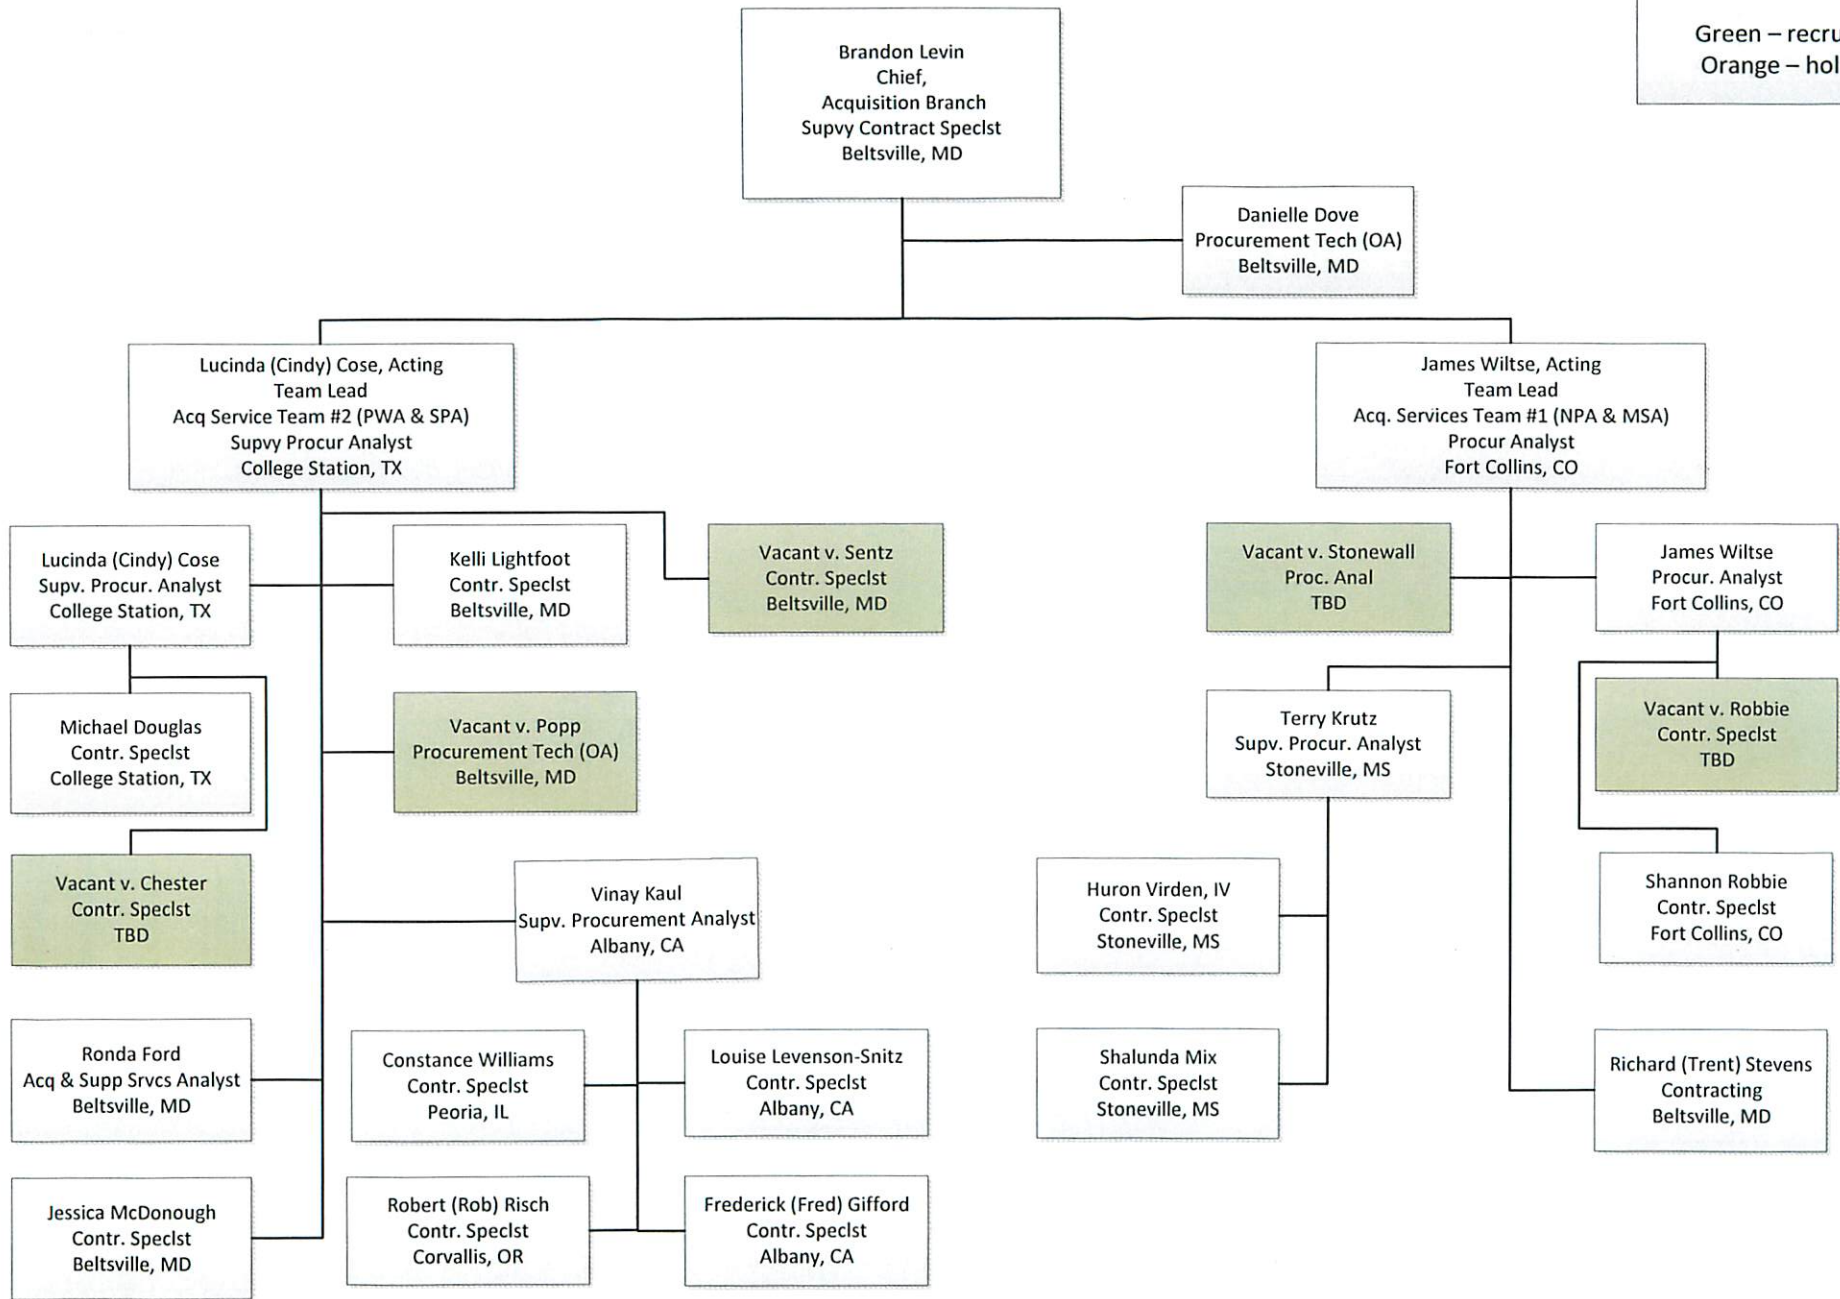 Green – recru
Orange – hol
Brandon Levin
Chief,
Acquisition Branch
Supvy Contract Speclst
Beltsville, MD
Danielle Dove
Procurement Tech (OA)
Beltsville, MD
Lucinda (Cindy) Cose, Acting
Team Lead
Acq Service Team #2 (PWA & SPA)
Supvy Procur Analyst
College Station, TX
James Wiltse, Acting
Team Lead
Acq. Services Team #1 (NPA & MSA)
Procur Analyst
Fort Collins, CO
Lucinda (Cindy) Cose
Supv. Procur. Analyst
College Station, TX
Kelli Lightfoot
Contr. Speclst
Beltsville, MD
Vacant v. Sentz
Contr. Speclst
Beltsville, MD
Vacant v. Stonewall
Proc. Anal
TBD
James Wiltse
Procur. Analyst
Fort Collins, CO
Michael Douglas
Contr. Speclst
College Station, TX
Vacant v. Popp
Procurement Tech (OA)
Beltsville, MD
Terry Krutz
Supv. Procur. Analyst
Stoneville, MS
Vacant v. Robbie
Contr. Speclst
TBD
Vacant v. Chester
Contr. Speclst
TBD
Vinay Kaul
Supv. Procurement Analyst
Albany, CA
Huron Virden, IV
Contr. Speclst
Stoneville, MS
Shannon Robbie
Contr. Speclst
Fort Collins, CO
Ronda Ford
Acq & Supp Srvcs Analyst
Beltsville, MD
Constance Williams
Contr. Speclst
Peoria, IL
Louise Levenson-Snitz
Contr. Speclst
Albany, CA
Shalunda Mix
Contr. Speclst
Stoneville, MS
Richard (Trent) Stevens
Contracting
Beltsville, MD
Jessica McDonough
Contr. Speclst
Beltsville, MD
Robert (Rob) Risch
Contr. Speclst
Corvallis, OR
Frederick (Fred) Gifford
Contr. Speclst
Albany, CA